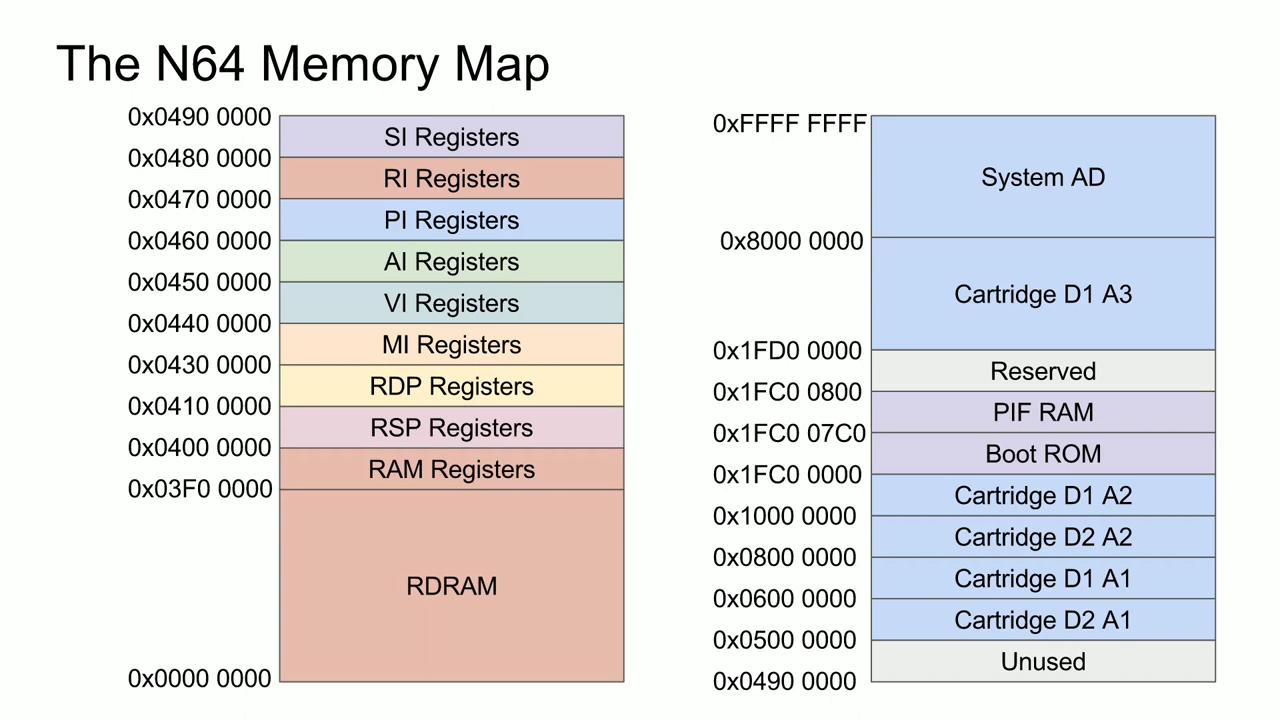 The N64 Memory Map
0x0490 0000
SI Registers
0x0480 0000
RI Registers
0x0470 0000
PI Registers
0x0460 0000
AI Registers
0x0450 0000
VI Registers
0x0440 0000
MI Registers
0x0430 0000
RDP Registers
0x0410 0000
RSP Registers
0x0400 0000
RAM Registers
0x03F0 0000
RDRAM
0x0000 0000
0xFFFF FFFF
System AD
0x8000 0000
Cartridge D1 A3
0x1FD0 0000
Reserved
0x1FC0 0800
PIF RAM
0x1FC0 07C0
Boot ROM
0x1FC0 0000
Cartridge D1 A2
0x1000 0000
Cartridge D2 A2
0x0800 0000
Cartridge D1 A1
0x0600 0000
Cartridge D2 A1
0x0500 0000
Unused
0x0490 0000